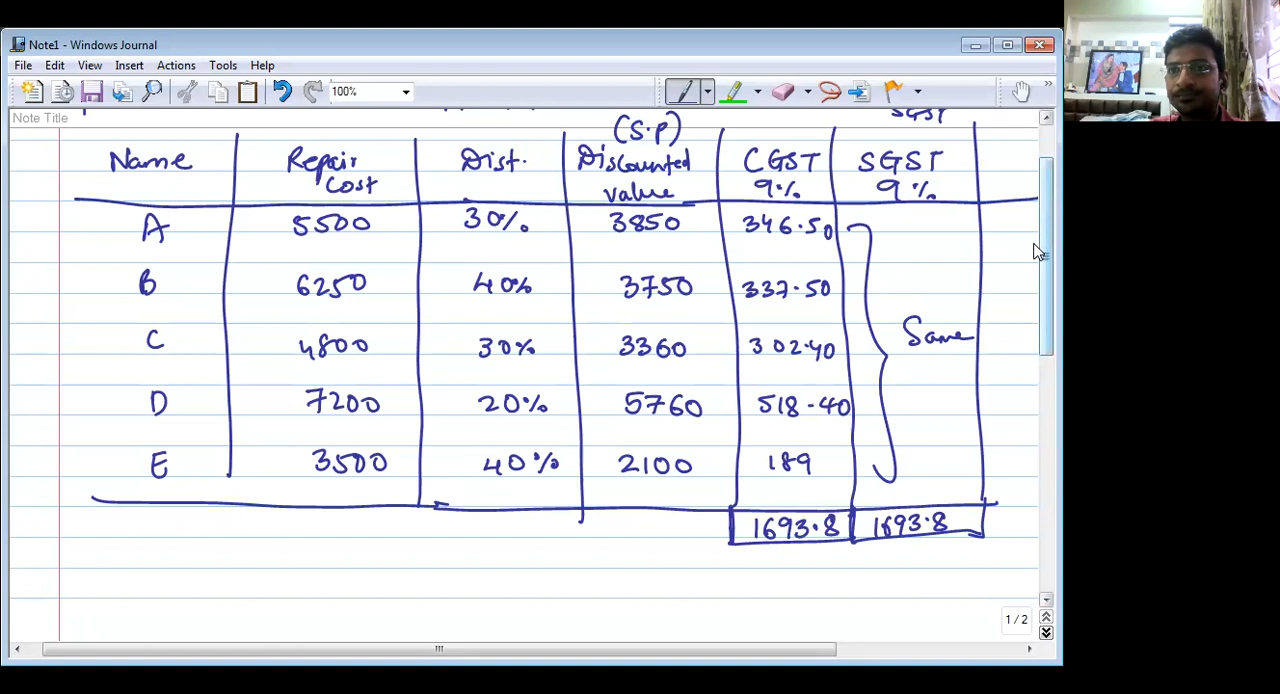 Note1 - Windows Journal
File Edit View Insert Actions Tools Help
100%
Note Title
SGST
(S.P)
Name Repair Cost Dist. Discounted value CGST 9% SGST 9%
A 5500 30% 3850 346.50
B 6250 40% 3750 337.50
C 4800 30% 3360 302.40 Same
D 7200 20% 5760 518-40
E 3500 40% 2100 189
1693.8 1693.8
1 / 2